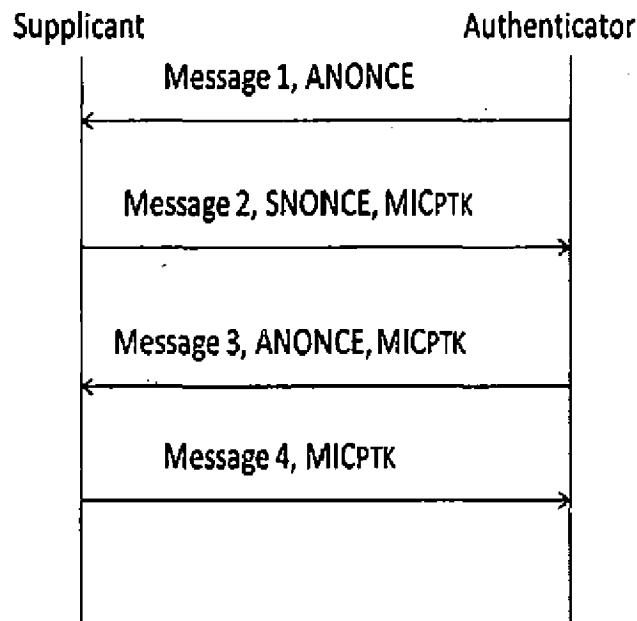 Supplicant Authenticator
Message 1, ANONCE
Message 2, SNONCE, MICPTK
Message 3, ANONCE, MICPTK
Message 4, MICPTK